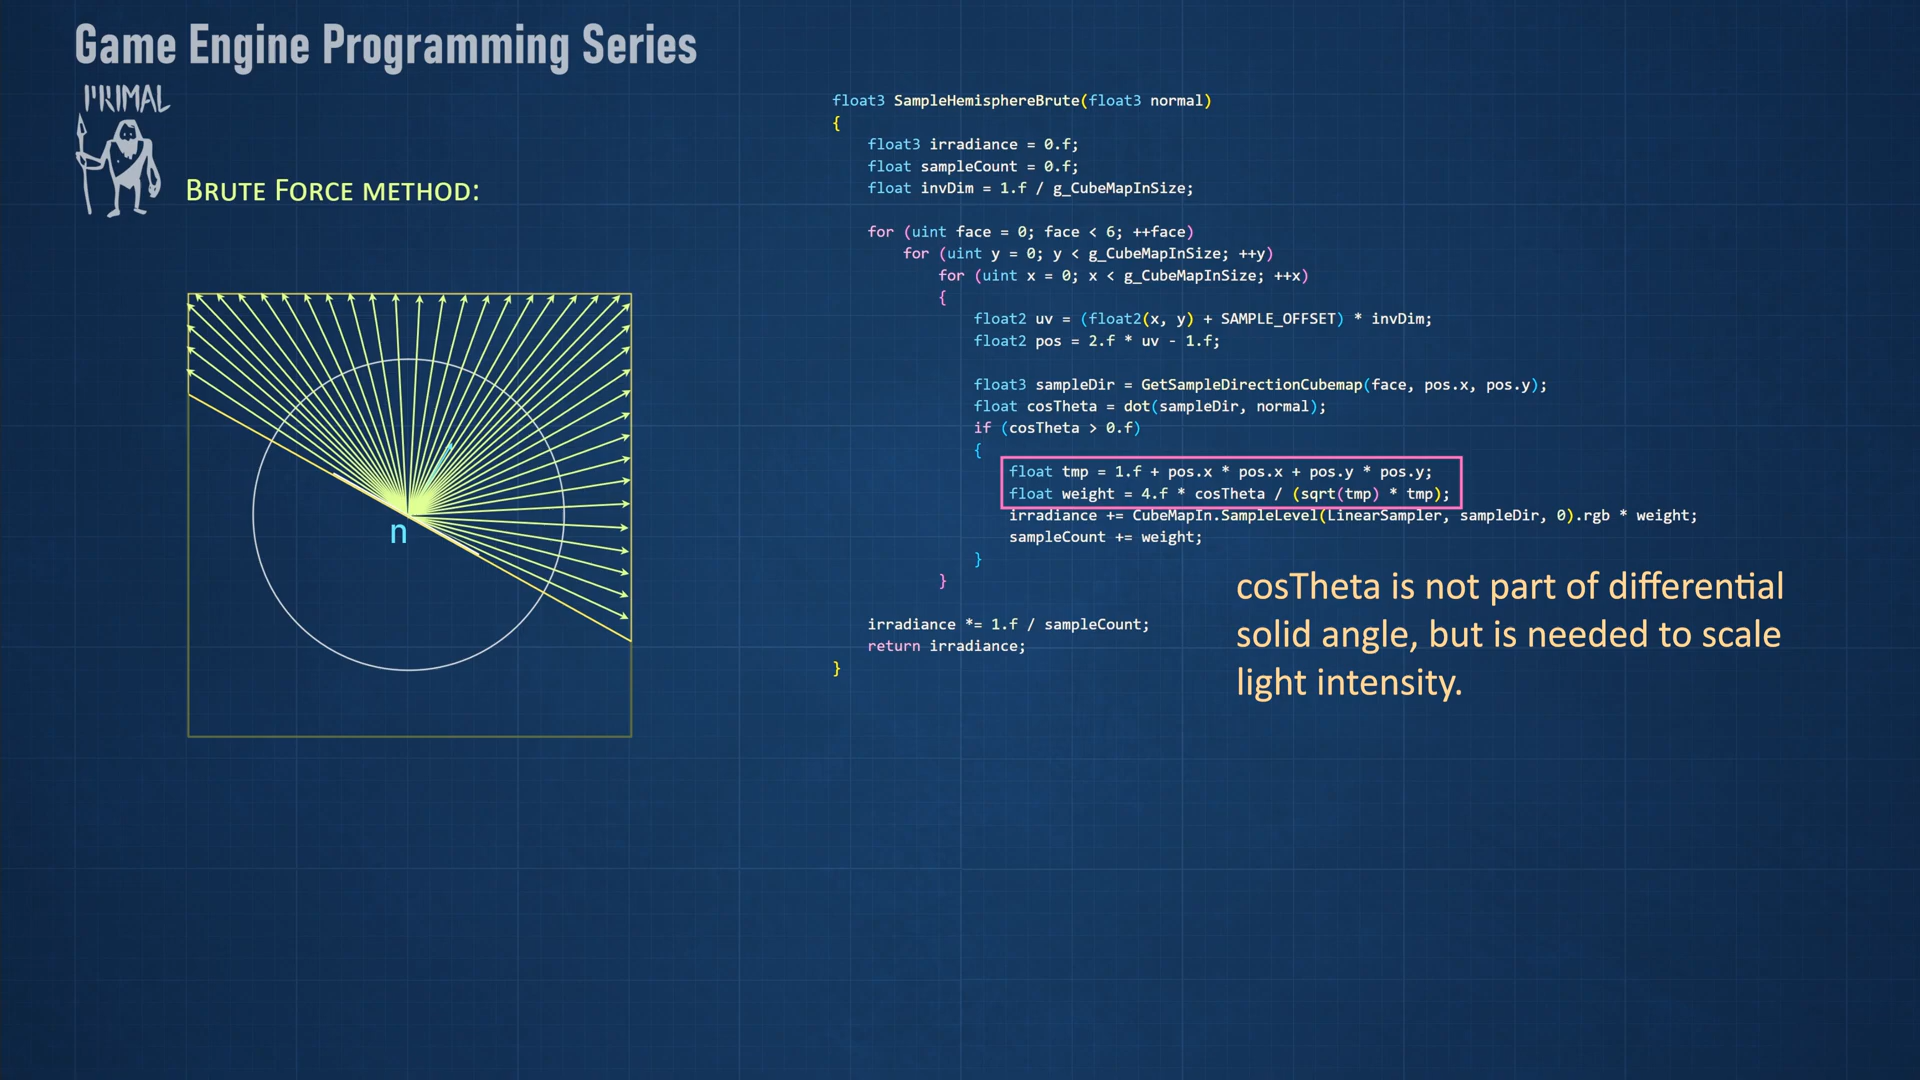 Game Engine Programming Series
PRIMAL
BRUTE FORCE METHOD:
n
float3 SampleHemisphereBrute(float3 normal)
{
float3 irradiance = 0.f;
float sampleCount = 0.f;
float invDim = 1.f / g_CubeMapInSize;
for (uint face = 0; face < 6; ++face)
for (uint y = 0; y < g_CubeMapInSize; ++y)
for (uint x = 0; x < g_CubeMapInSize; ++x)
{
float2 uv = (float2(x, y) + SAMPLE_OFFSET) * invDim;
float2 pos = 2.f * uv - 1.f;
float3 sampleDir = GetSampleDirectionCubemap(face, pos.x, pos.y);
float cosTheta = dot(sampleDir, normal);
if (cosTheta > 0.f)
{
float tmp = 1.f + pos.x * pos.x + pos.y * pos.y;
float weight = 4.f * cosTheta / (sqrt(tmp) * tmp);
irradiance += CubeMapIn.SampleLevel(LinearSampler, sampleDir, 0).rgb * weight;
sampleCount += weight;
}
}
irradiance *= 1.f / sampleCount;
return irradiance;
}
cosTheta is not part of differential
solid angle, but is needed to scale
light intensity.